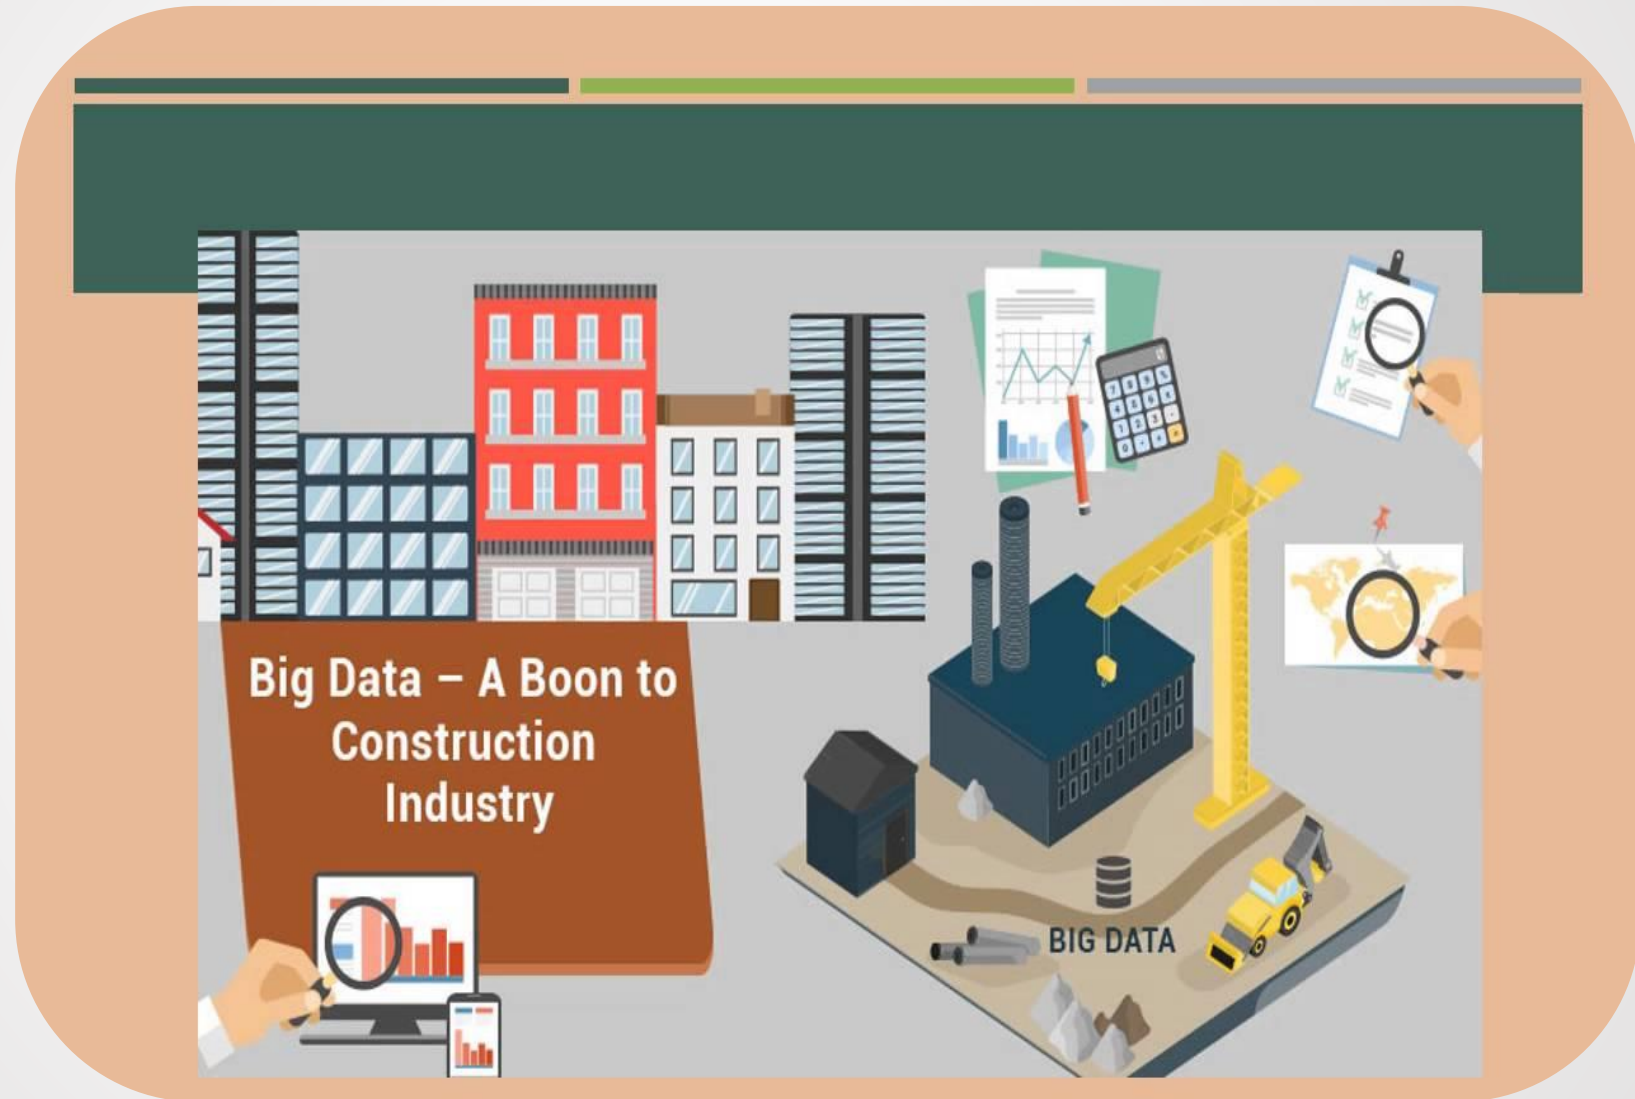 Big Data – A Boon to
Construction
Industry
BIG DATA